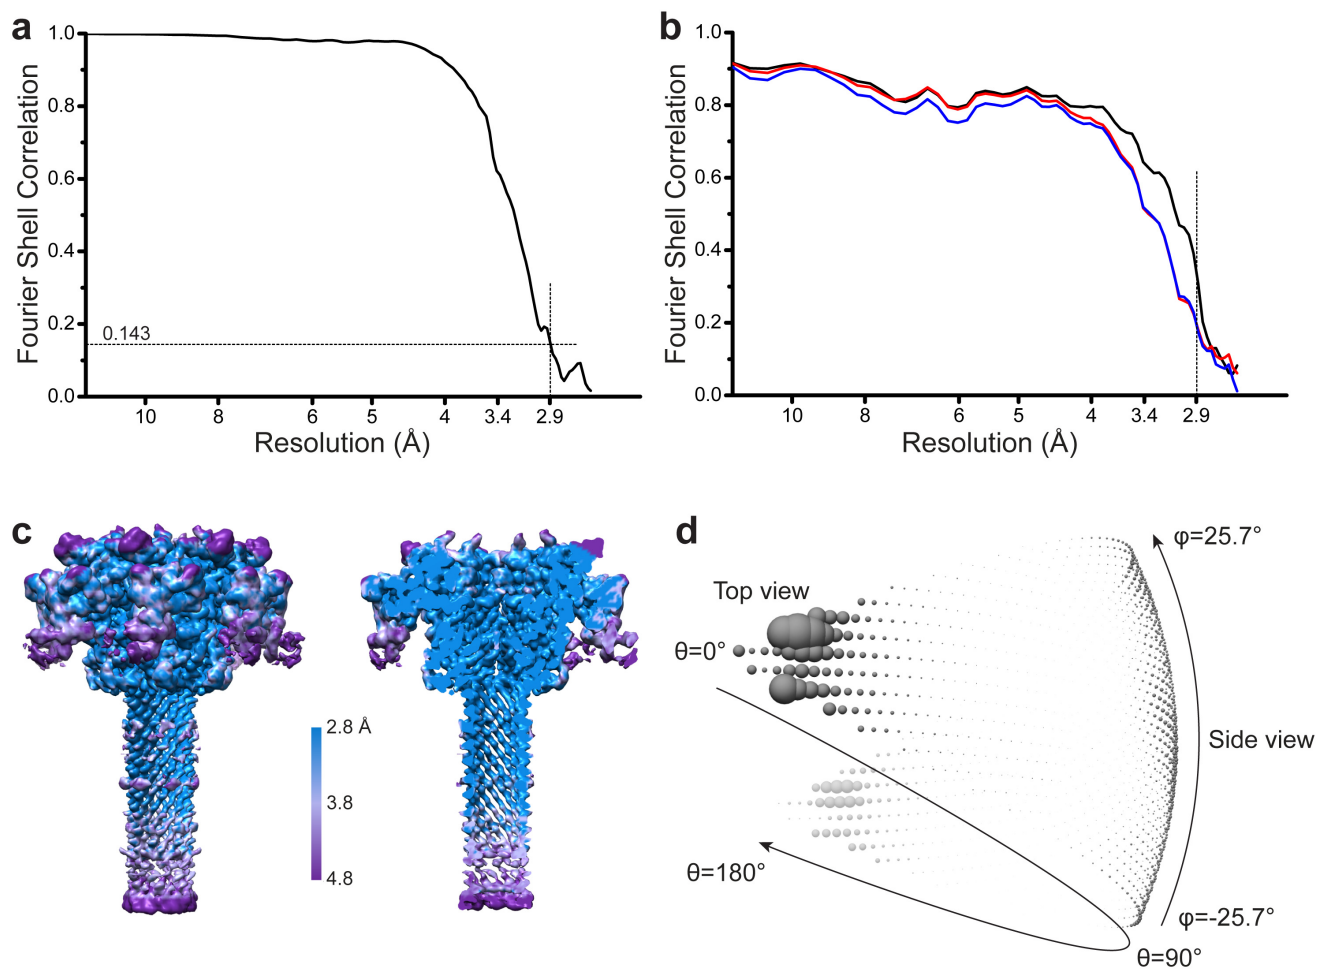 a
1.0
0.8
0.6
0.4
0.2
0.0
Fourier Shell Correlation
0.143
10 8 6 5 4 3.4 2.9
Resolution (Å)
b
1.0
0.8
0.6
0.4
0.2
0.0
Fourier Shell Correlation
10 8 6 5 4 3.4 2.9
Resolution (Å)
c
2.8 Å
3.8
4.8
d
φ=25.7°
Top view
θ=0°
Side view
θ=180°
φ=-25.7°
θ=90°